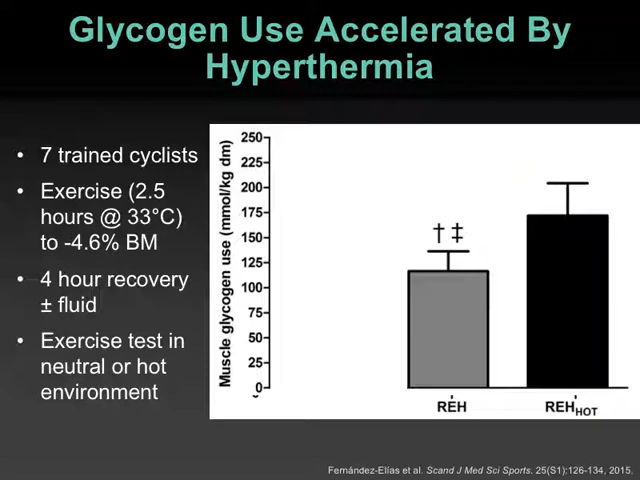 Glycogen Use Accelerated By
Hyperthermia
• 7 trained cyclists
• Exercise (2.5
hours @ 33°C)
to -4.6% BM
• 4 hour recovery
± fluid
• Exercise test in
neutral or hot
environment
Muscle glycogen use (mmol/kg dm)
250
225
200
175
150
125
100
75
50
25
0
† ‡
REH
REH HOT
Fernández-Elías et al. Scand J Med Sci Sports. 25(S1):126-134, 2015.